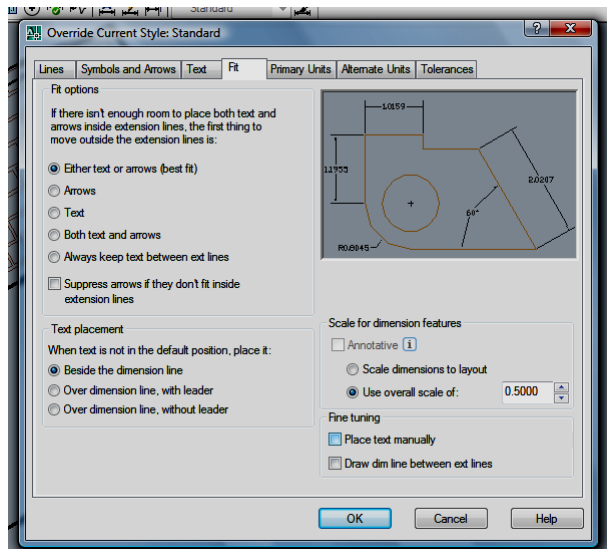 Standard
Override Current Style: Standard
Lines
Symbols and Arrows
Text
Fit
Primary Units
Alternate Units
Tolerances
Fit options
If there isn't enough room to place both text and
arrows inside extension lines, the first thing to
move outside the extension lines is:
Either text or arrows (best fit)
Arrows
Text
Both text and arrows
Always keep text between ext lines
Suppress arrows if they don't fit inside
extension lines
Text placement
When text is not in the default position, place it:
Beside the dimension line
Over dimension line, with leader
Over dimension line, without leader
1.0159
1.1955
2.0207
60°
R0.8045
Scale for dimension features
Annotative
Scale dimensions to layout
Use overall scale of:
0.5000
Fine tuning
Place text manually
Draw dim line between ext lines
OK
Cancel
Help